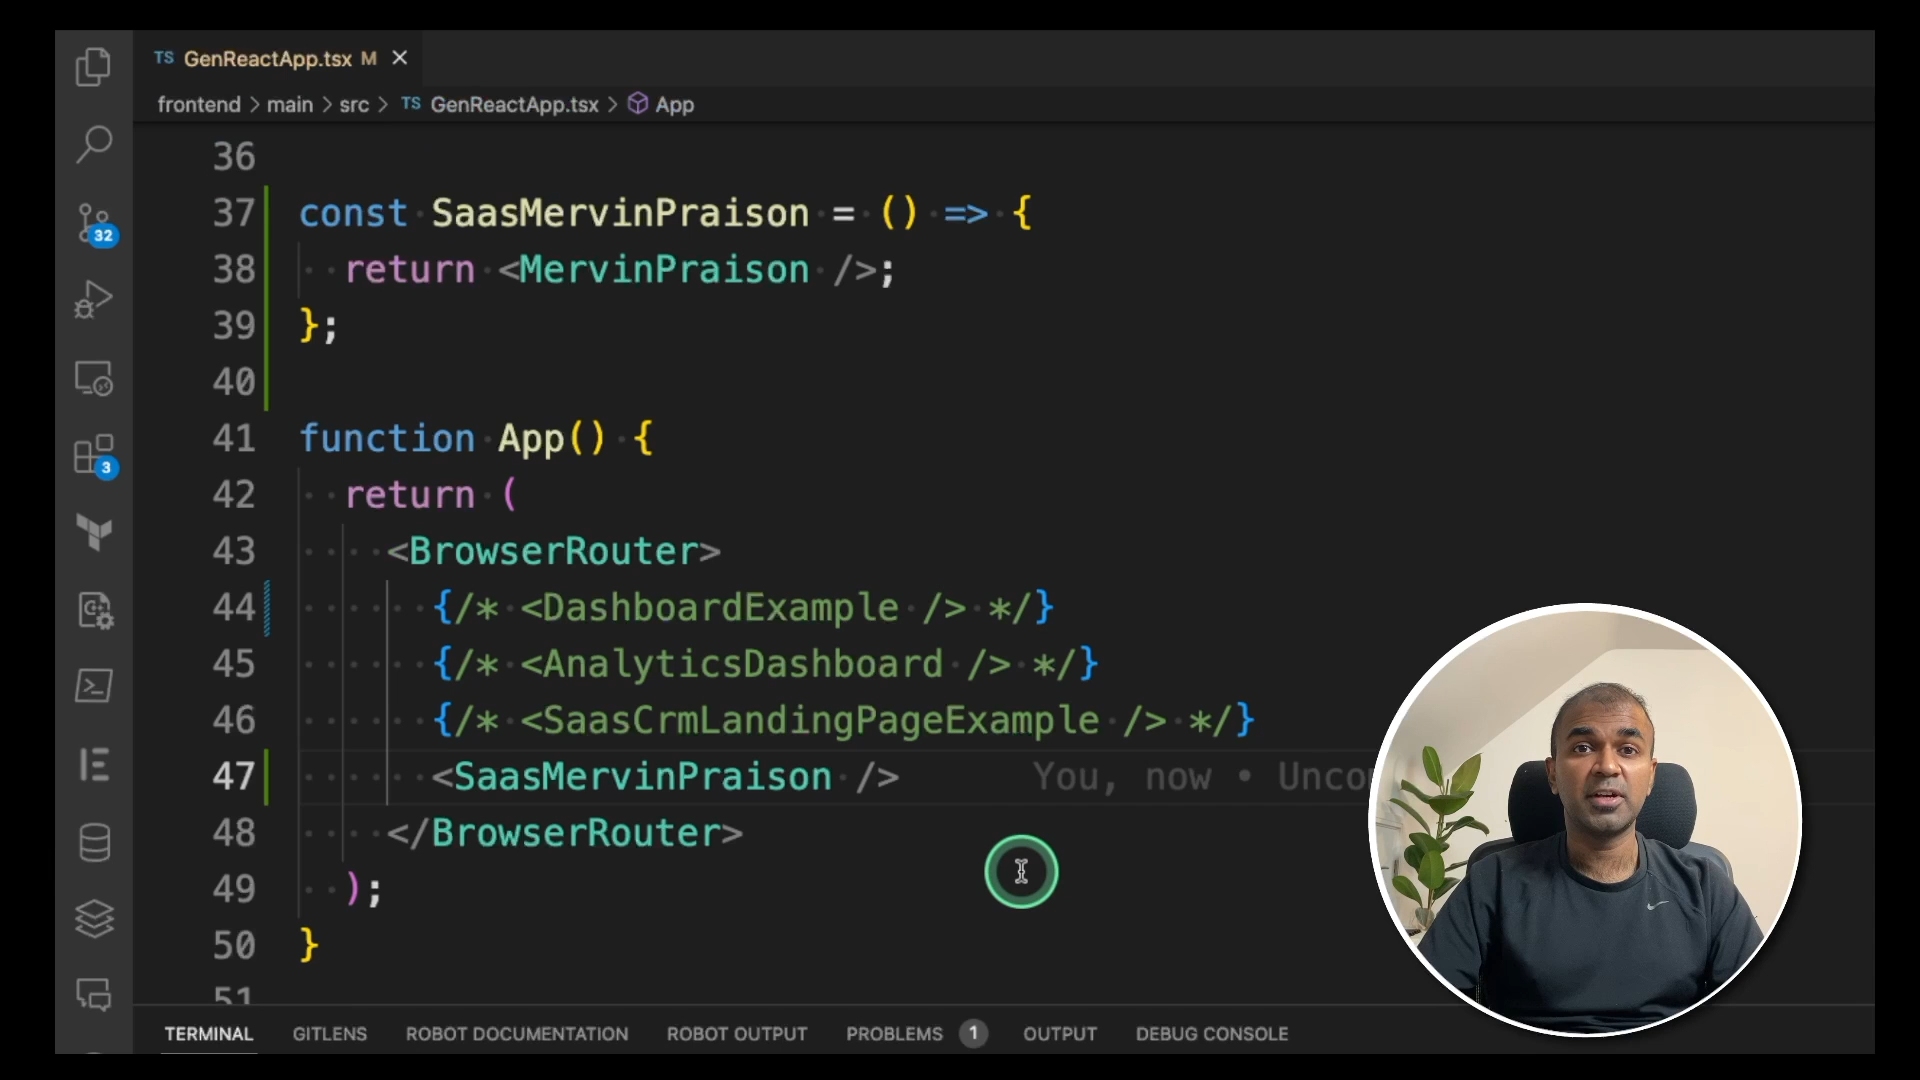 TS GenReactApp.tsx M
frontend > main > src > TS GenReactApp.tsx > App
36
37 const SaasMervinPraison = () => {
38 return <MervinPraison />;
39 };
40
41 function App() {
42 return (
43 <BrowserRouter>
44 {/* <DashboardExample /> */}
45 {/* <AnalyticsDashboard /> */}
46 {/* <SaasCrmLandingPageExample /> */}
47 <SaasMervinPraison /> You, now •
48 </BrowserRouter>
49 );
50 }
51
32
3
TERMINAL GITLENS ROBOT DOCUMENTATION ROBOT OUTPUT PROBLEMS 1 OUTPUT DEBUG CONSOLE